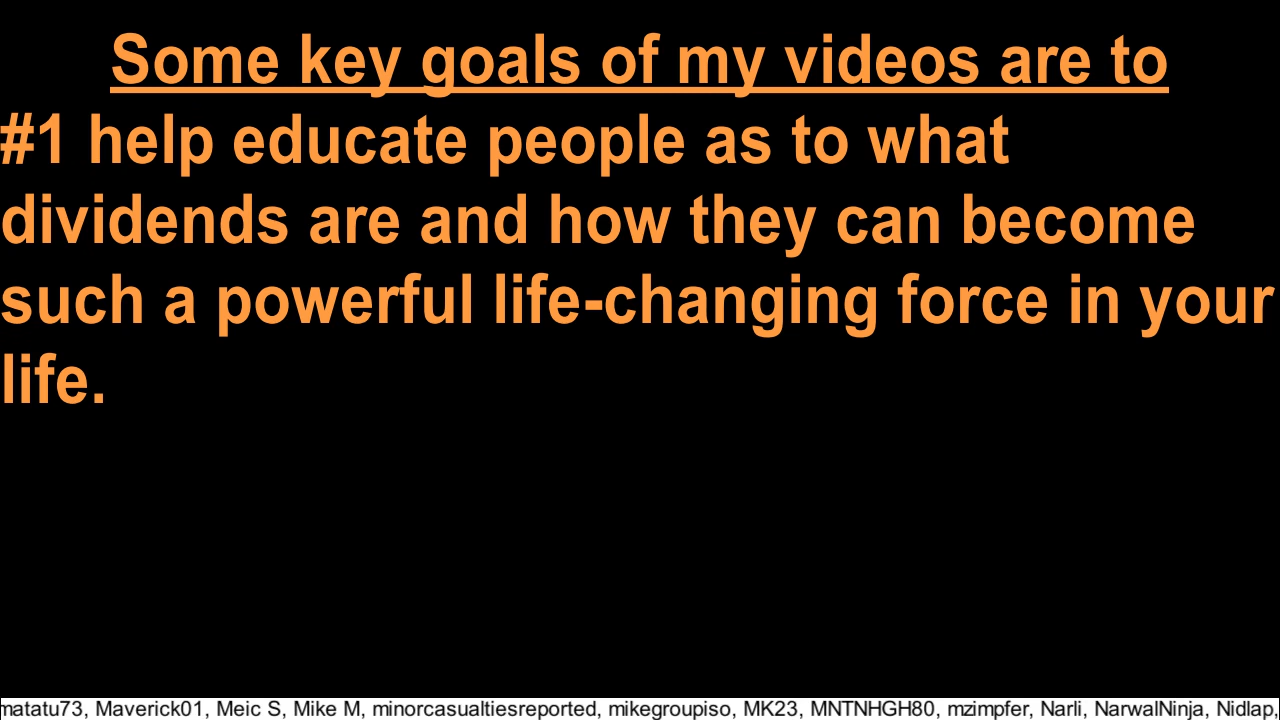 Some key goals of my videos are to
#1 help educate people as to what
dividends are and how they can become
such a powerful life-changing force in your
life.
matatu73, Maverick01, Meic S, Mike M, minorcasualtiesreported, mikegroupiso, MK23, MNTNHGH80, mzimpfer, Narli, NarwalNinja, Nidlap,